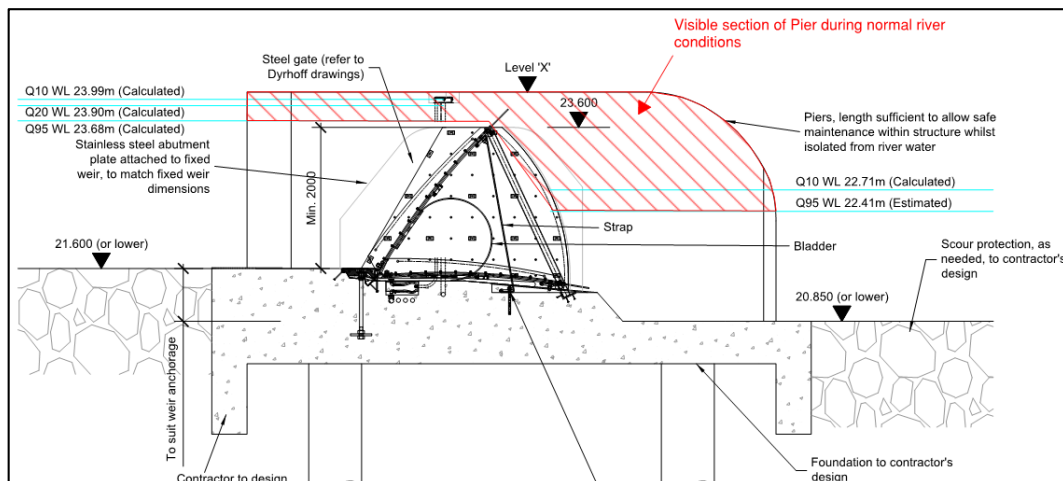 Visible section of Pier during normal river
conditions
Steel gate (refer to
Dyrhoff drawings)
Level 'X'
Q10 WL 23.99m (Calculated)
Q20 WL 23.90m (Calculated)
Q95 WL 23.68m (Calculated)
23.600
Piers, length sufficient to allow safe
maintenance within structure whilst
isolated from river water
Stainless steel abutment
plate attached to fixed
weir, to match fixed weir
dimensions
Min. 2000
Q10 WL 22.71m (Calculated)
Q95 WL 22.41m (Estimated)
Strap
Bladder
21.600 (or lower)
Scour protection, as
needed, to contractor's
design
20.850 (or lower)
To suit weir anchorage
Contractor to design
Foundation to contractor's
design